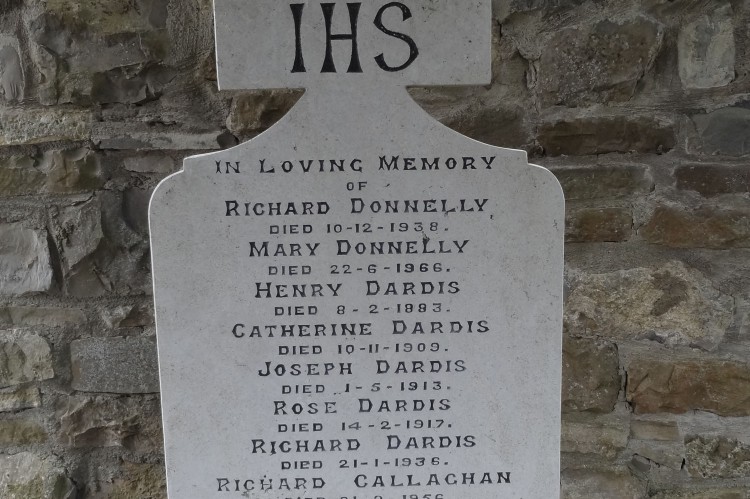 IHS
IN LOVING MEMORY
OF
RICHARD DONNELLY
DIED 10-12-1938.
MARY DONNELLY
DIED 22-6-1966.
HENRY DARDIS
DIED 8-2-1883.
CATHERINE DARDIS
DIED 10-11-1909.
JOSEPH DARDIS
DIED 1-5-1913.
ROSE DARDIS
DIED 14-2-1917.
RICHARD DARDIS
DIED 21-1-1936.
RICHARD CALLAGHAN
DIED